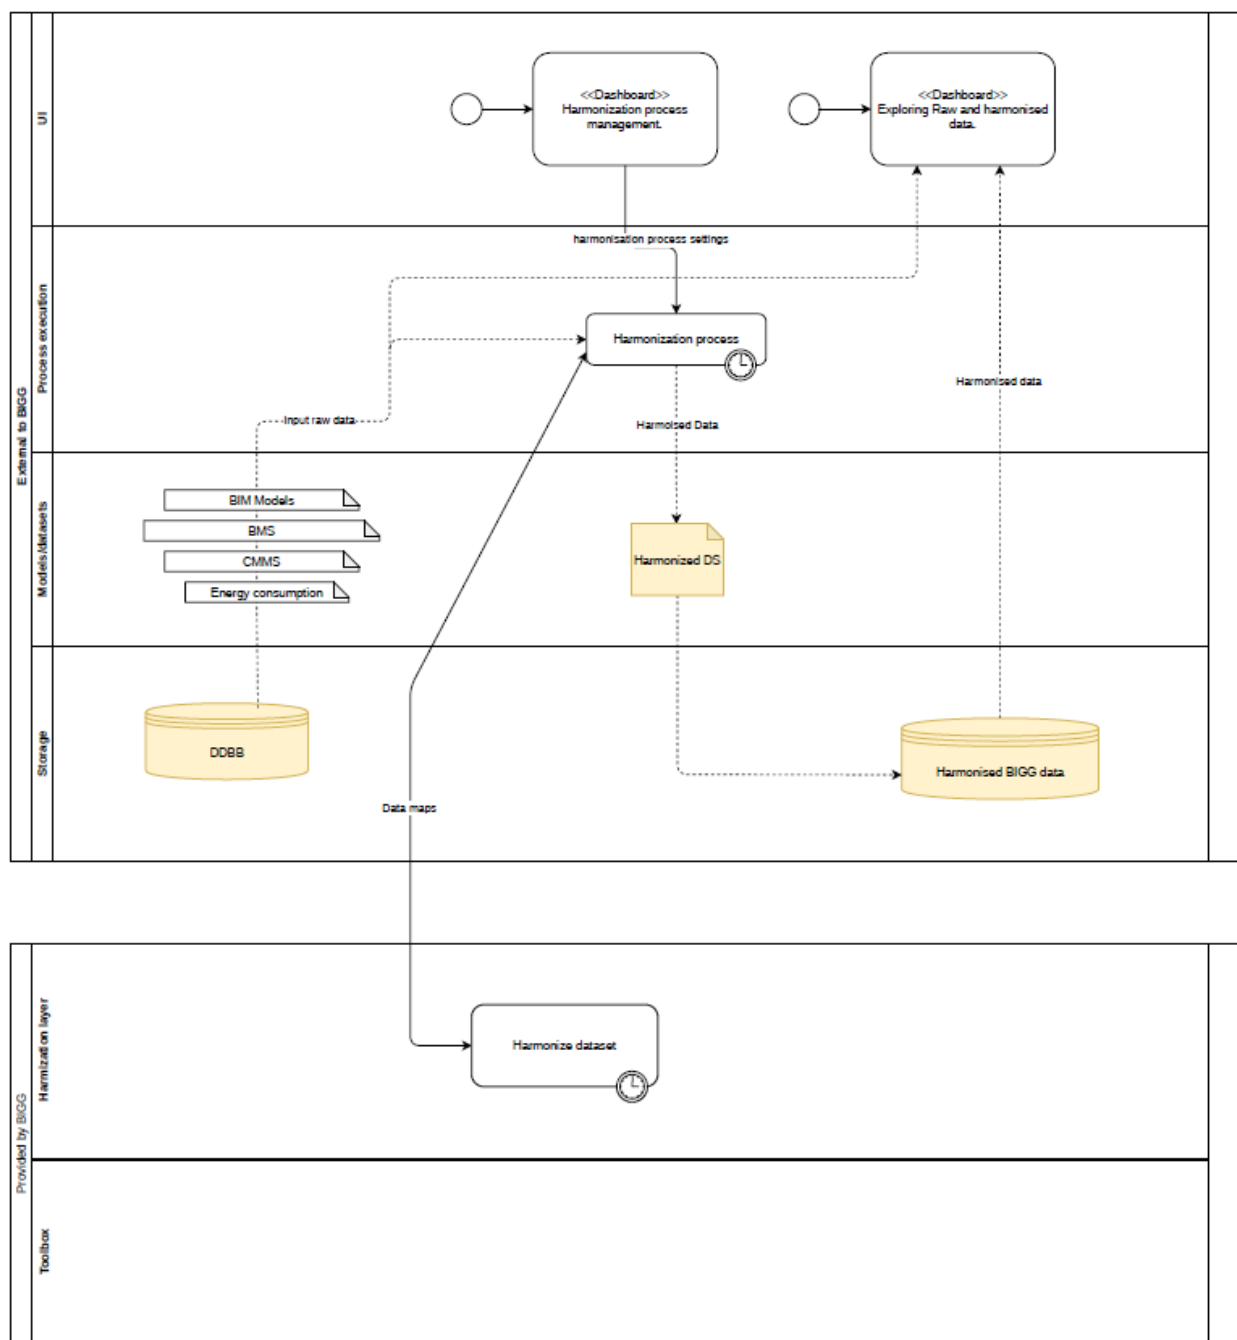 External to BIGG
UI
<<Dashboard>>
Harmonization process
management.
<<Dashboard>>
Exploring Raw and harmonised
data.
Process execution
harmonisation process settings
Harmonization process
Input raw data
Harmoised Data
Harmonised data
Models/datasets
BIM Models
BMS
CMMS
Energy consumption
Harmonized DS
Storage
DDBB
Harmonised BIGG data
Data maps
Provided by BIGG
Harmization layer
Harmonize dataset
Toolbox